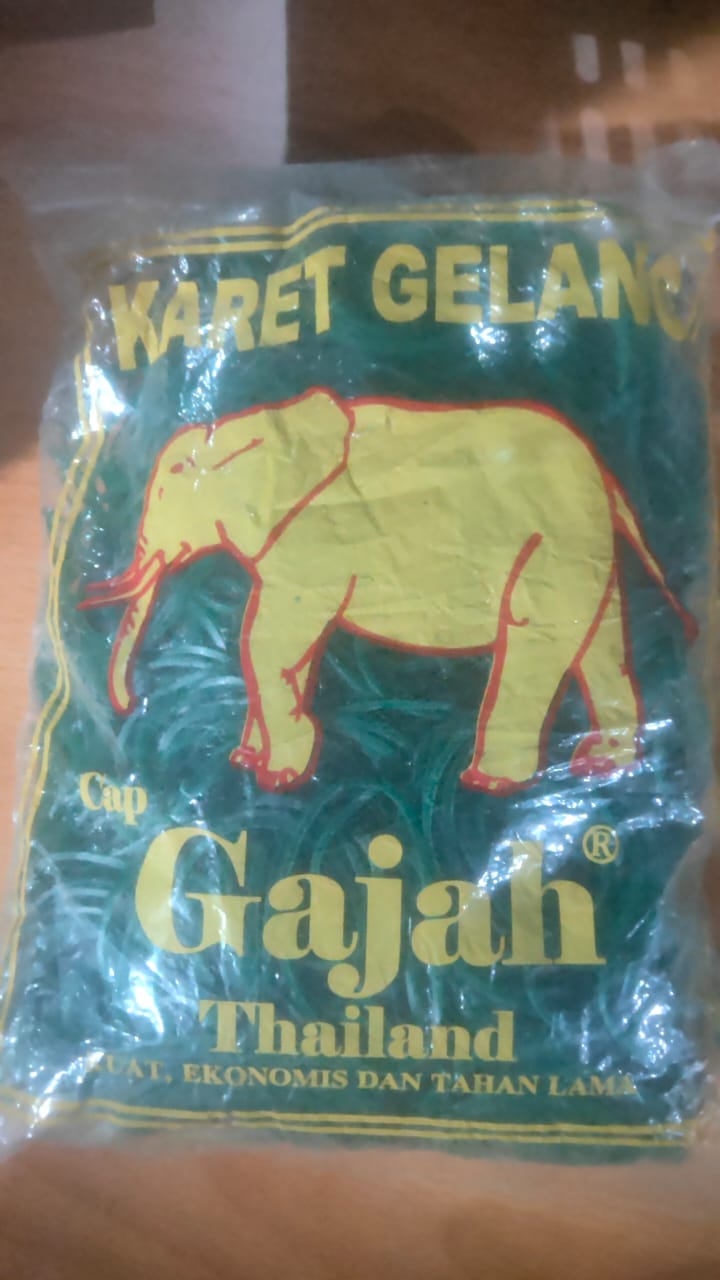 KARET GELANG
Cap
Gajah®
Thailand
KUAT, EKONOMIS DAN TAHAN LAMA